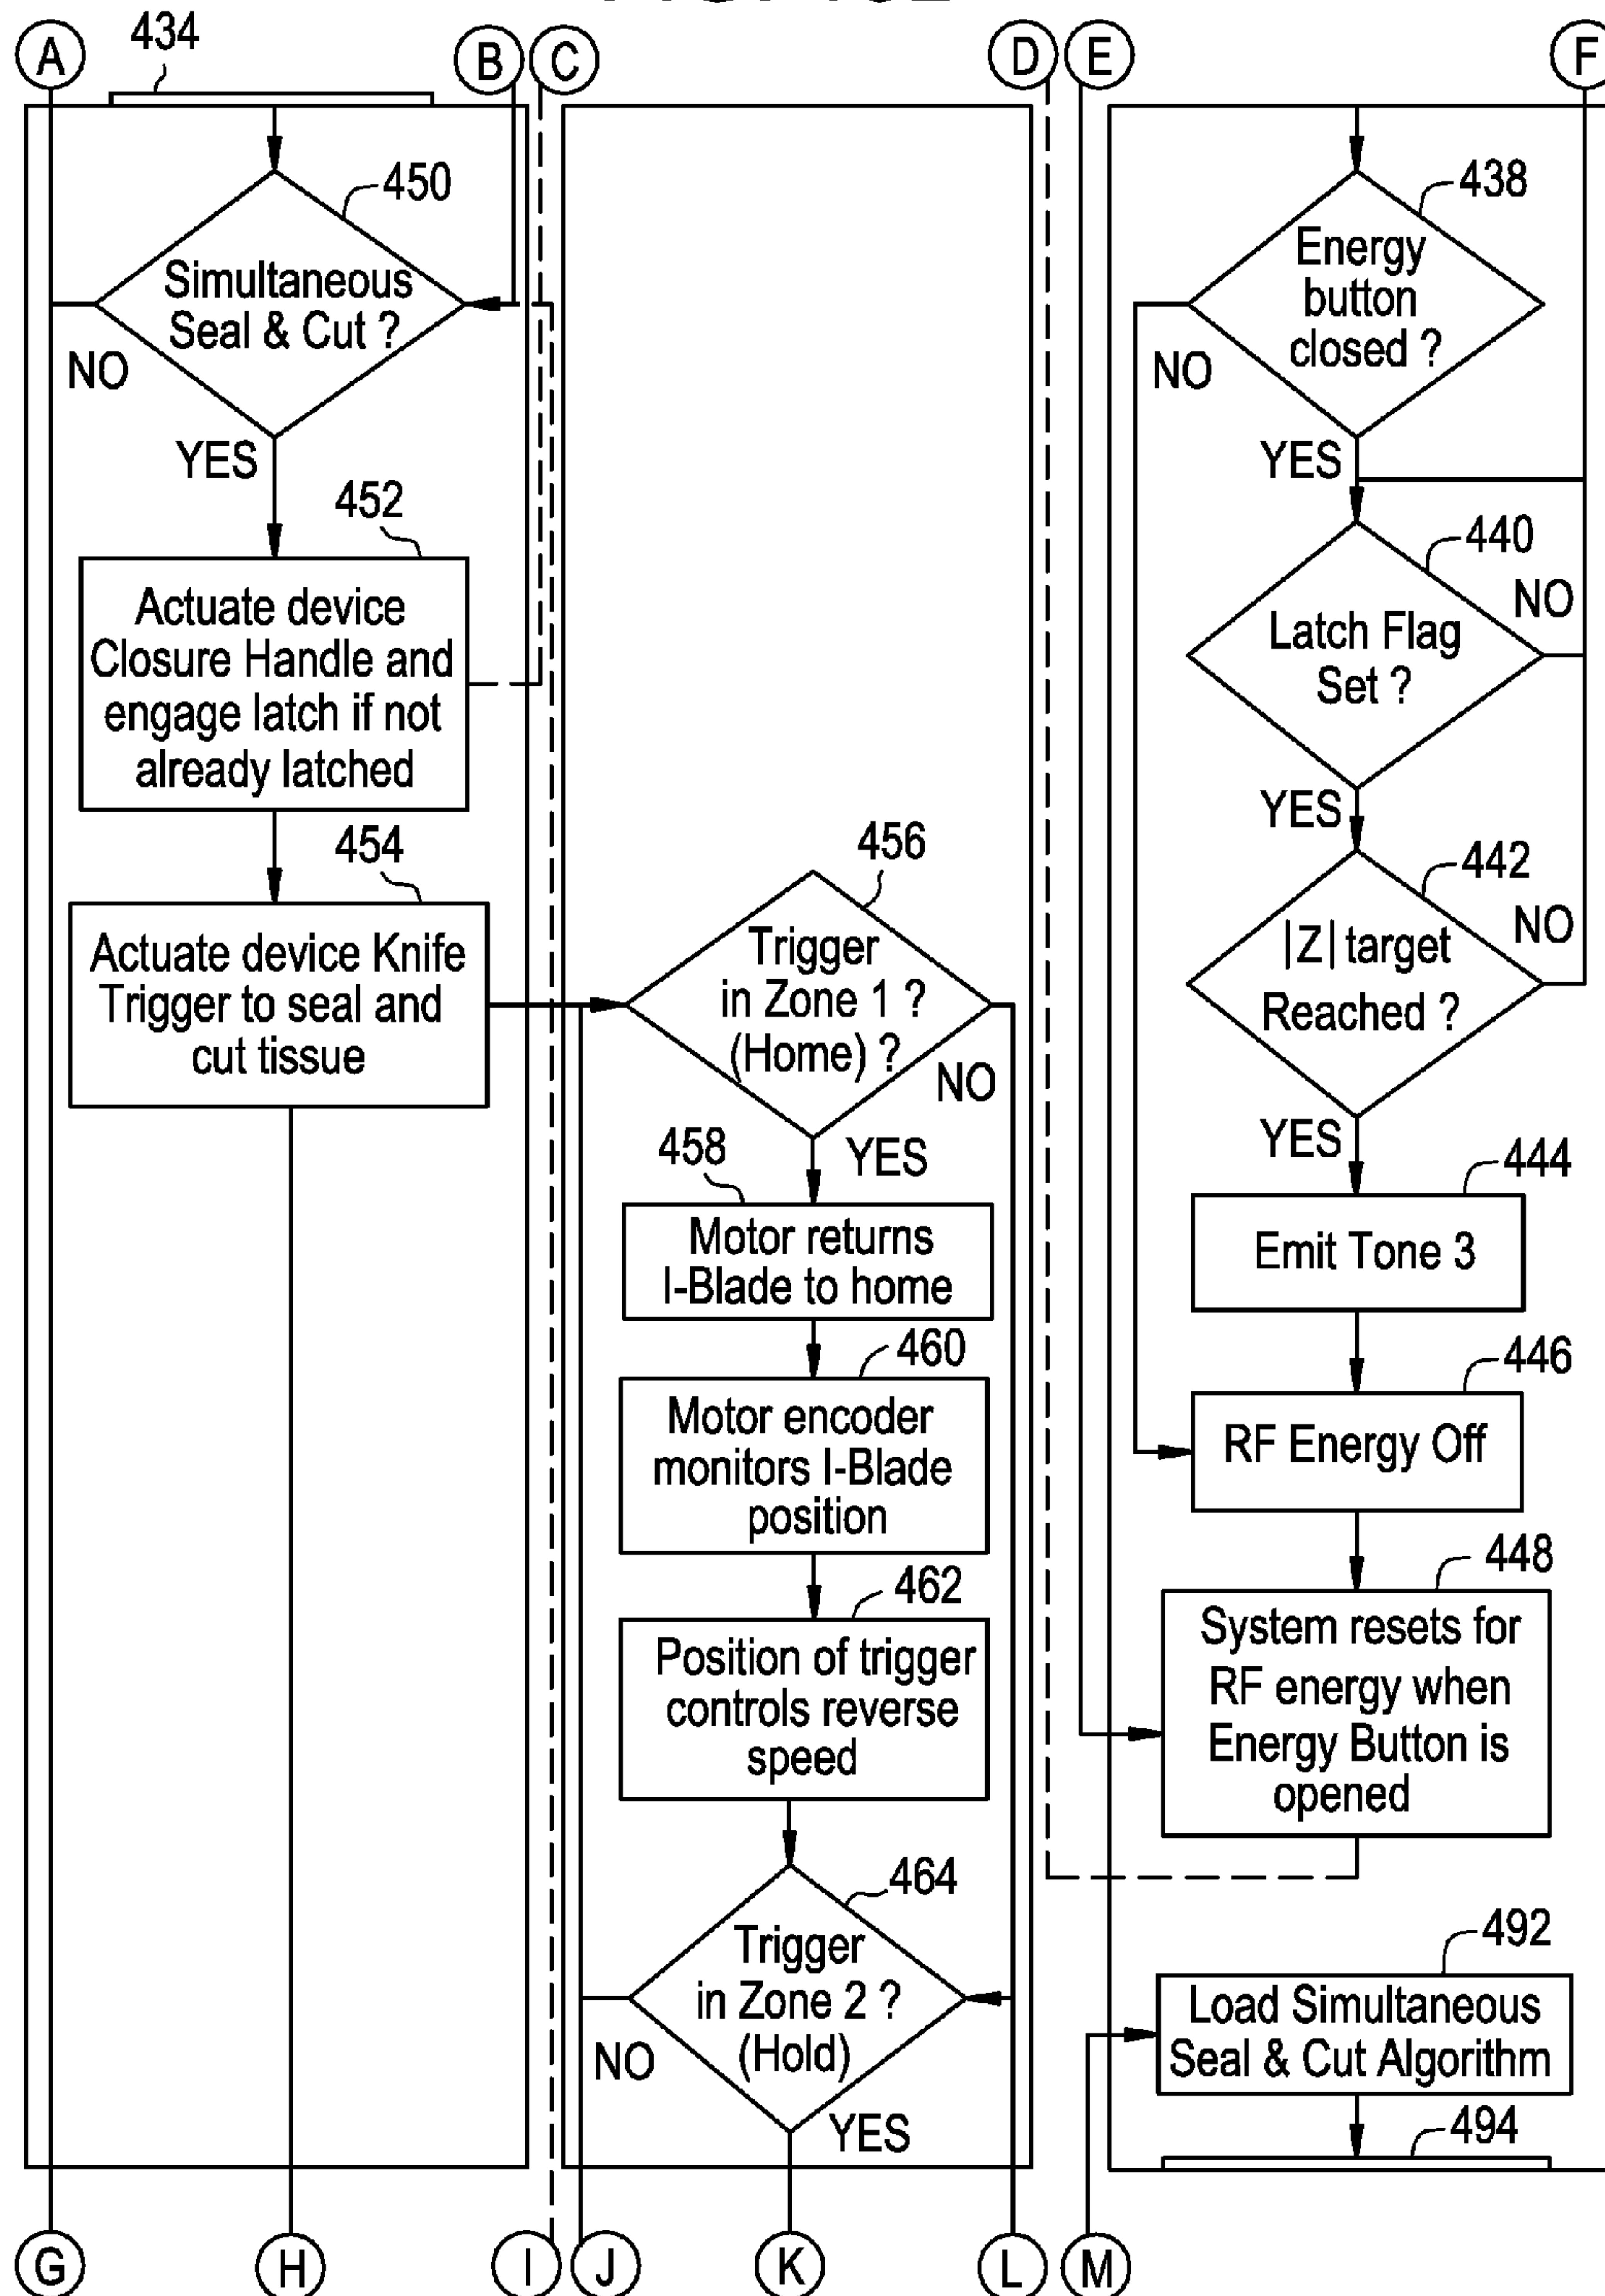 A
434
B
C
D
E
F
450
Simultaneous
Seal & Cut ?
NO
YES
452
Actuate device
Closure Handle and
engage latch if not
already latched
454
Actuate device Knife
Trigger to seal and
cut tissue
456
Trigger
in Zone 1 ?
(Home) ?
NO
YES
458
Motor returns
I-Blade to home
460
Motor encoder
monitors I-Blade
position
462
Position of trigger
controls reverse
speed
464
Trigger
in Zone 2 ?
(Hold)
NO
YES
438
Energy
button
closed ?
NO
YES
440
Latch Flag
Set ?
NO
YES
442
|Z| target
Reached ?
NO
YES
444
Emit Tone 3
446
RF Energy Off
448
System resets for
RF energy when
Energy Button is
opened
492
Load Simultaneous
Seal & Cut Algorithm
494
G
H
I
J
K
L
M